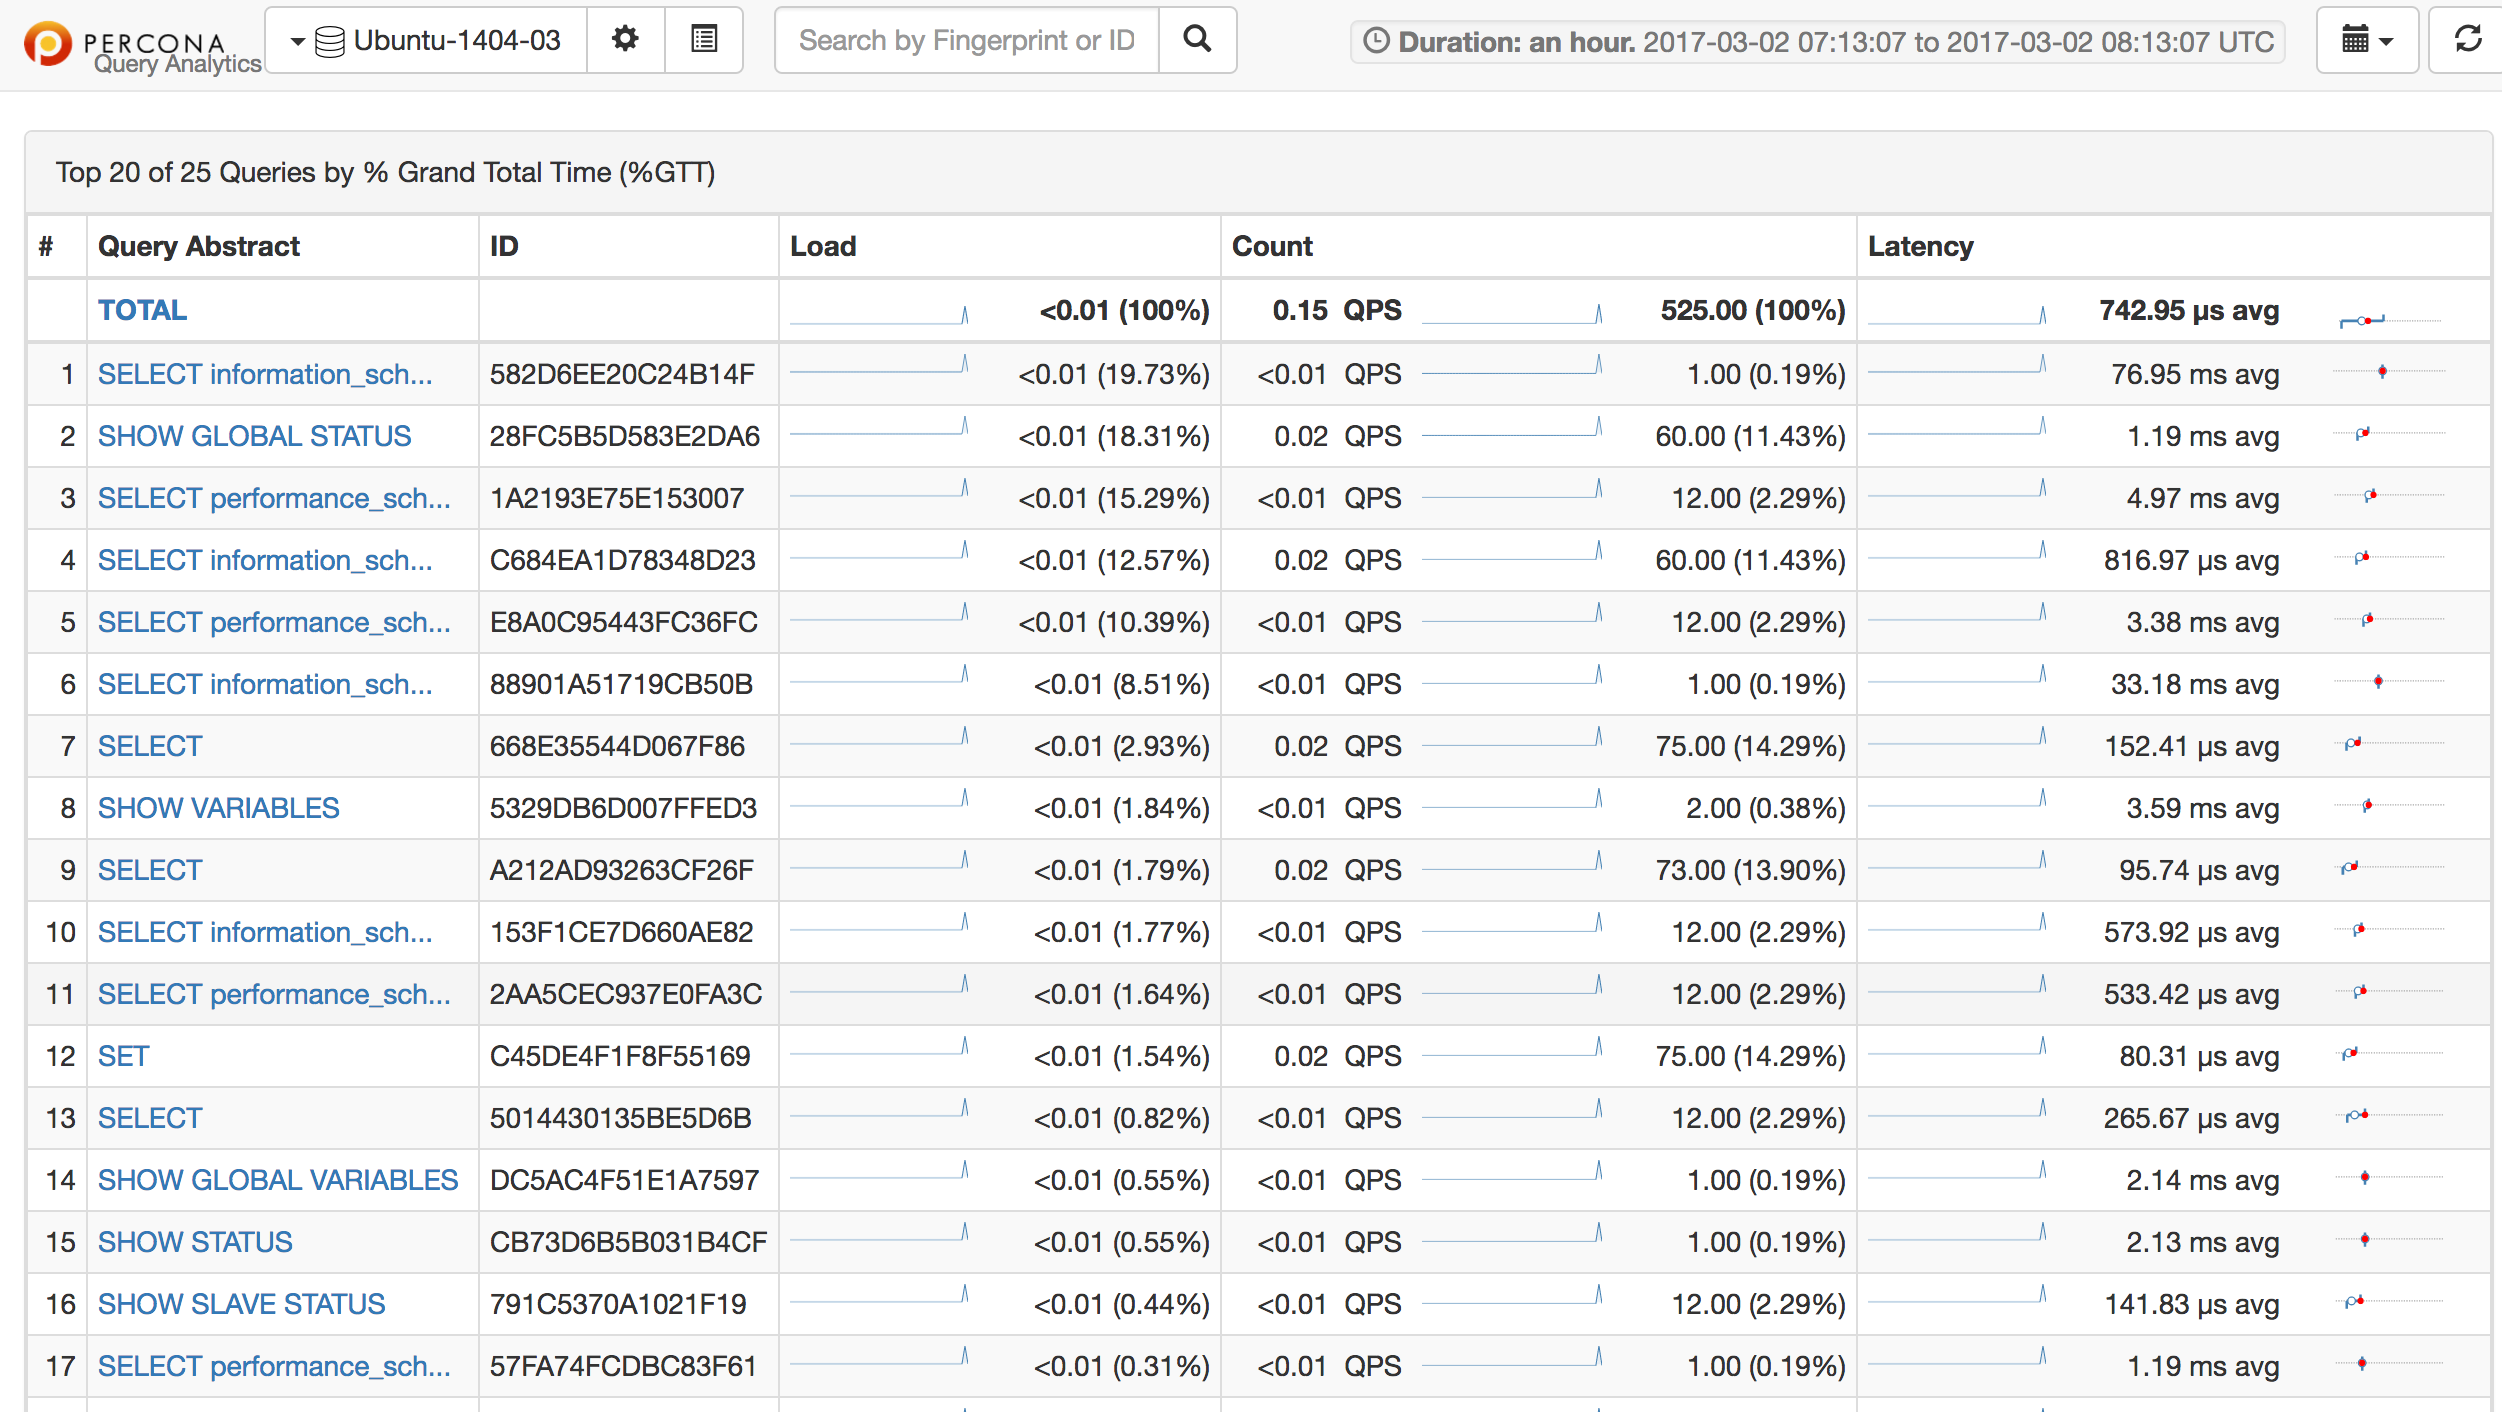 PERCONA
Query Analytics
Ubuntu-1404-03
Search by Fingerprint or ID
Duration: an hour. 2017-03-02 07:13:07 to 2017-03-02 08:13:07 UTC
Top 20 of 25 Queries by % Grand Total Time (%GTT)
# Query Abstract ID Load Count Latency
TOTAL <0.01 (100%) 0.15 QPS 525.00 (100%) 742.95 µs avg
1 SELECT information_sch... 582D6EE20C24B14F <0.01 (19.73%) <0.01 QPS 1.00 (0.19%) 76.95 ms avg
2 SHOW GLOBAL STATUS 28FC5B5D583E2DA6 <0.01 (18.31%) 0.02 QPS 60.00 (11.43%) 1.19 ms avg
3 SELECT performance_sch... 1A2193E75E153007 <0.01 (15.29%) <0.01 QPS 12.00 (2.29%) 4.97 ms avg
4 SELECT information_sch... C684EA1D78348D23 <0.01 (12.57%) 0.02 QPS 60.00 (11.43%) 816.97 µs avg
5 SELECT performance_sch... E8A0C95443FC36FC <0.01 (10.39%) <0.01 QPS 12.00 (2.29%) 3.38 ms avg
6 SELECT information_sch... 88901A51719CB50B <0.01 (8.51%) <0.01 QPS 1.00 (0.19%) 33.18 ms avg
7 SELECT 668E35544D067F86 <0.01 (2.93%) 0.02 QPS 75.00 (14.29%) 152.41 µs avg
8 SHOW VARIABLES 5329DB6D007FFED3 <0.01 (1.84%) <0.01 QPS 2.00 (0.38%) 3.59 ms avg
9 SELECT A212AD93263CF26F <0.01 (1.79%) 0.02 QPS 73.00 (13.90%) 95.74 µs avg
10 SELECT information_sch... 153F1CE7D660AE82 <0.01 (1.77%) <0.01 QPS 12.00 (2.29%) 573.92 µs avg
11 SELECT performance_sch... 2AA5CEC937E0FA3C <0.01 (1.64%) <0.01 QPS 12.00 (2.29%) 533.42 µs avg
12 SET C45DE4F1F8F55169 <0.01 (1.54%) 0.02 QPS 75.00 (14.29%) 80.31 µs avg
13 SELECT 5014430135BE5D6B <0.01 (0.82%) <0.01 QPS 12.00 (2.29%) 265.67 µs avg
14 SHOW GLOBAL VARIABLES DC5AC4F51E1A7597 <0.01 (0.55%) <0.01 QPS 1.00 (0.19%) 2.14 ms avg
15 SHOW STATUS CB73D6B5B031B4CF <0.01 (0.55%) <0.01 QPS 1.00 (0.19%) 2.13 ms avg
16 SHOW SLAVE STATUS 791C5370A1021F19 <0.01 (0.44%) <0.01 QPS 12.00 (2.29%) 141.83 µs avg
17 SELECT performance_sch... 57FA74FCDBC83F61 <0.01 (0.31%) <0.01 QPS 1.00 (0.19%) 1.19 ms avg